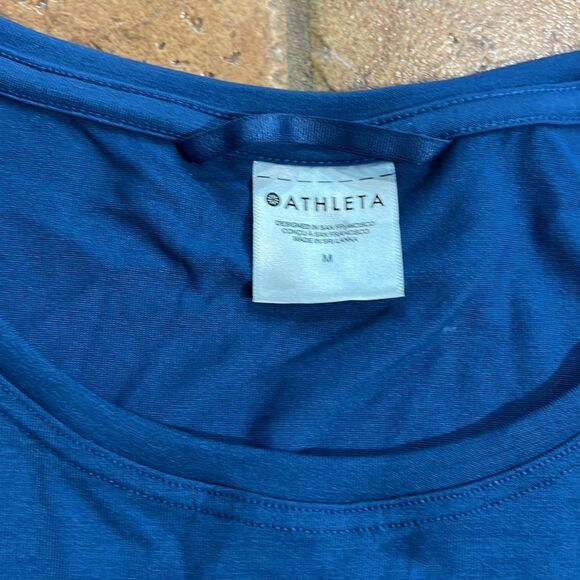 ATHLETA
DESIGNED IN SAN FRANCISCO
CONÇU À SAN FRANCISCO
MADE IN SRI LANKA
M